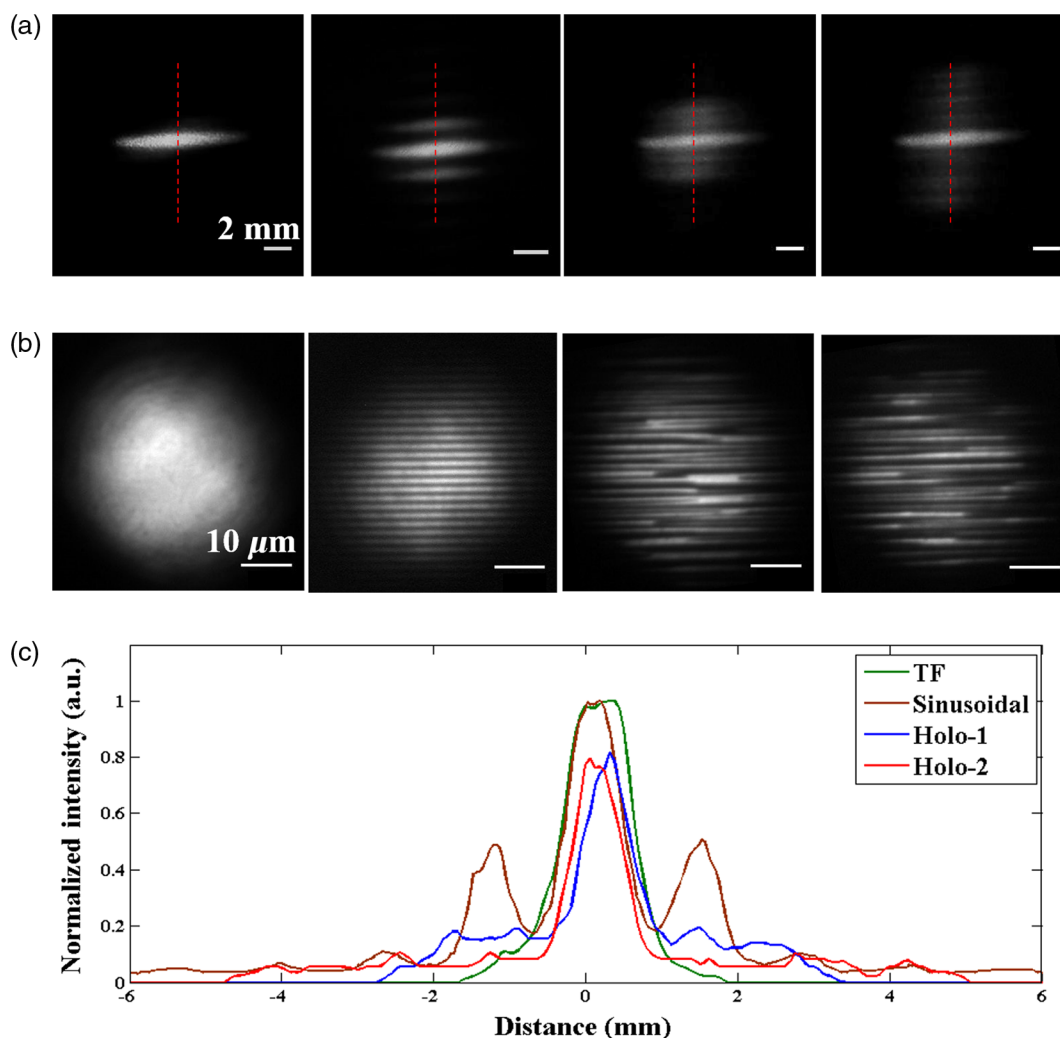 (a)
2 mm
(b)
10 μm
(c)
Normalized intensity (a.u.)
1
0.8
0.6
0.4
0.2
0
TF
Sinusoidal
Holo-1
Holo-2
-6
-4
-2
0
2
4
6
Distance (mm)